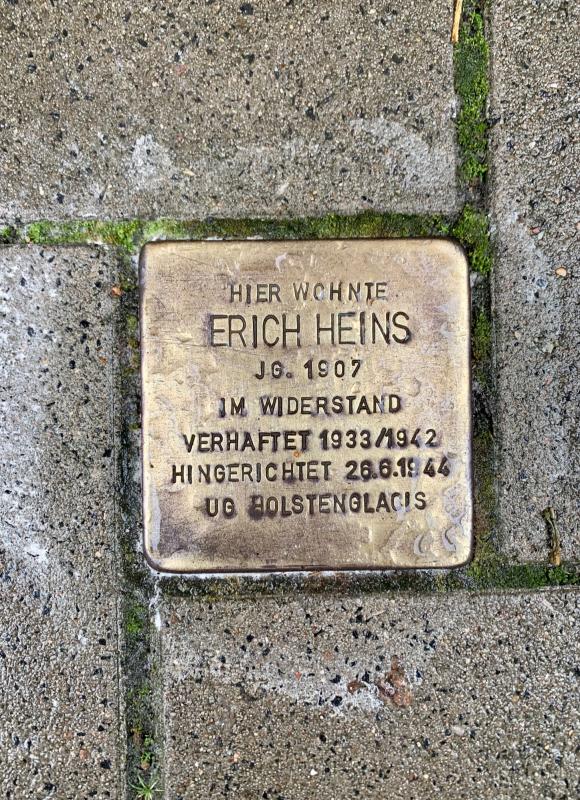 HIER WOHNTE
ERICH HEINS
JG. 1907
IM WIDERSTAND
VERHAFTET 1933/1942
HINGERICHTET 26.6.1944
UG HOLSTENGLACIS